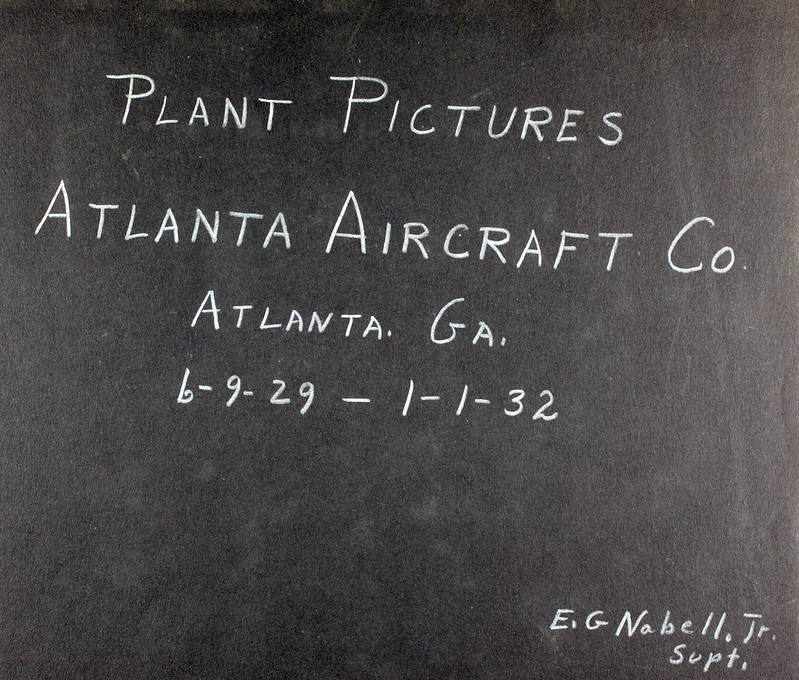 PLANT PICTURES
ATLANTA AIRCRAFT Co.
ATLANTA. GA.
6-9-29 — 1-1-32
E. G Nabell, Jr.
Supt.